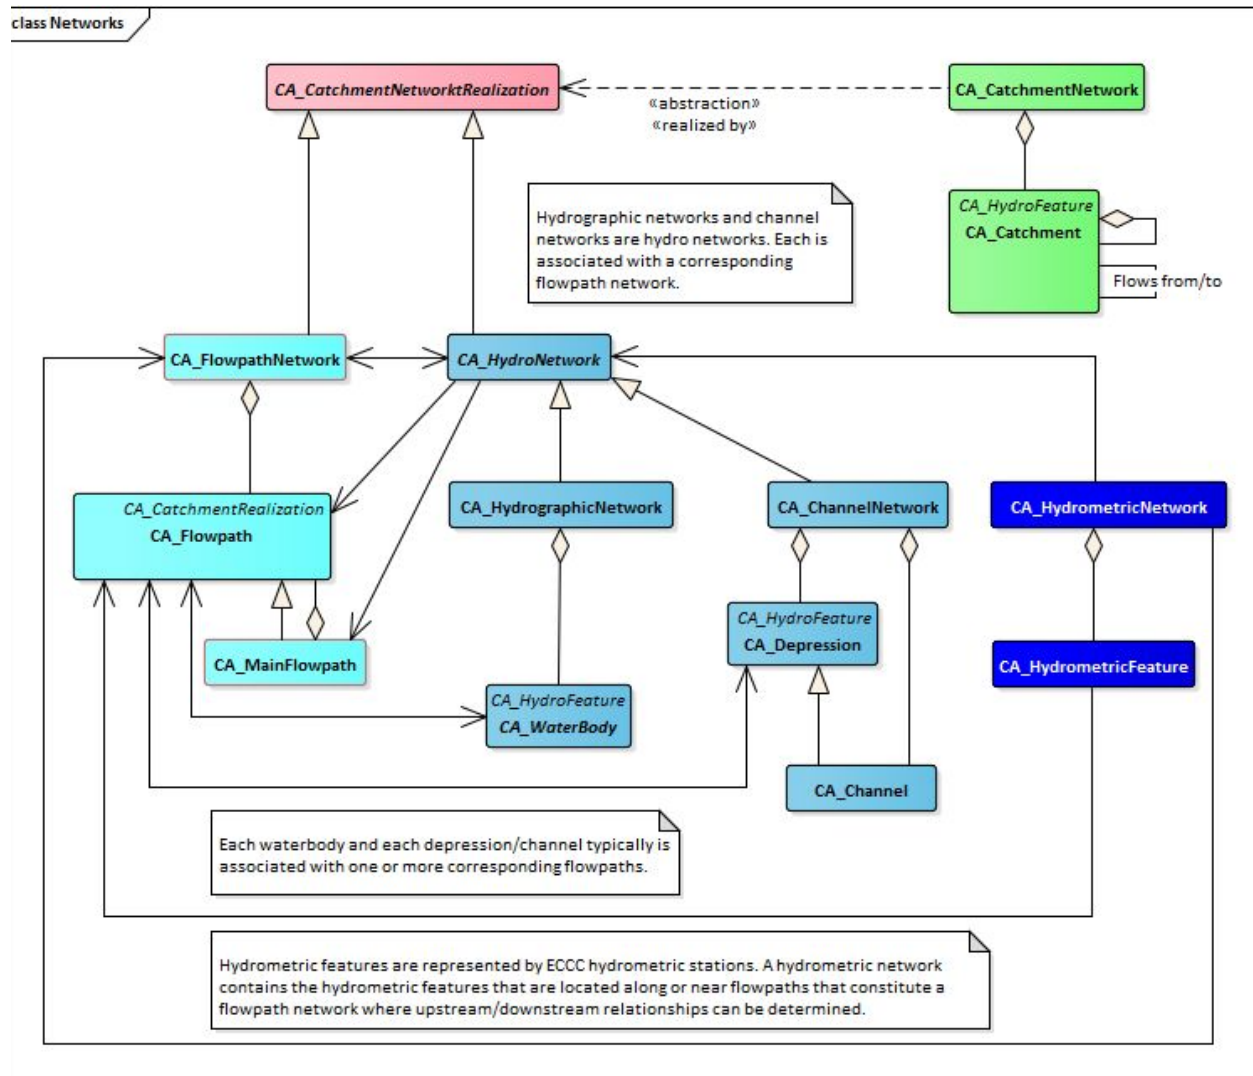 class Networks
CA_CatchmentNetworktRealization
CA_CatchmentNetwork
«abstraction»
«realized by»
CA_HydroFeature
CA_Catchment
Flows from/to
Hydrographic networks and channel
networks are hydro networks. Each is
associated with a corresponding
flowpath network.
CA_FlowpathNetwork
CA_HydroNetwork
CA_CatchmentRealization
CA_Flowpath
CA_HydrographicNetwork
CA_ChannelNetwork
CA_HydrometricNetwork
CA_MainFlowpath
CA_HydroFeature
CA_WaterBody
CA_HydroFeature
CA_Depression
CA_HydrometricFeature
CA_Channel
Each waterbody and each depression/channel typically is
associated with one or more corresponding flowpaths.
Hydrometric features are represented by ECCC hydrometric stations. A hydrometric network
contains the hydrometric features that are located along or near flowpaths that constitute a
flowpath network where upstream/downstream relationships can be determined.